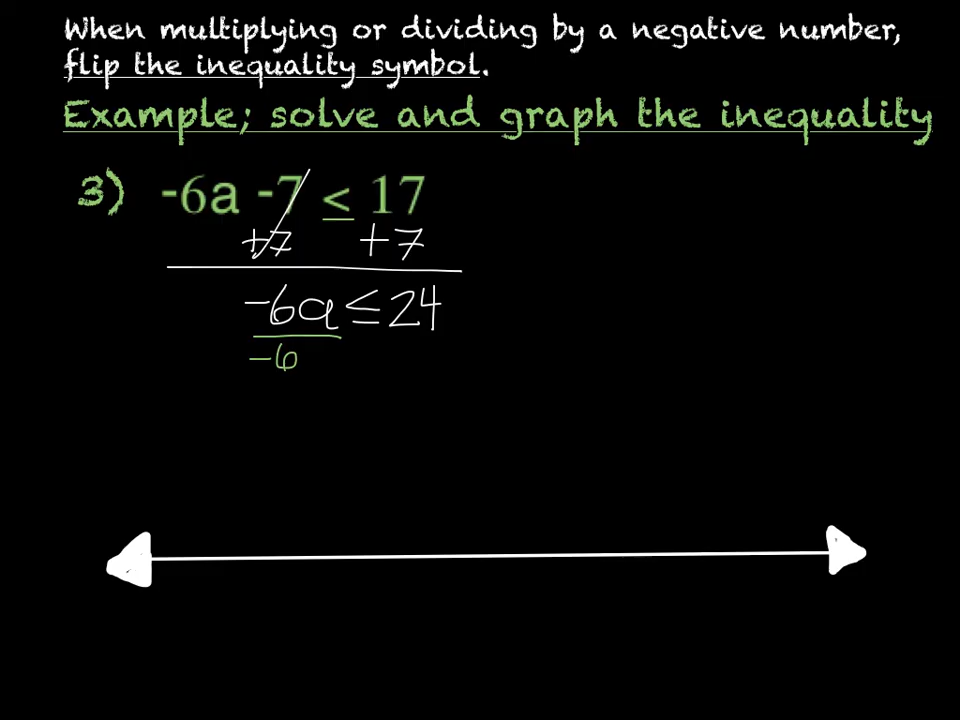 When multiplying or dividing by a negative number,
flip the inequality symbol.
Example; solve and graph the inequality
3) -6a -7 ≤ 17
+7 +7
-6a ≤ 24
-6